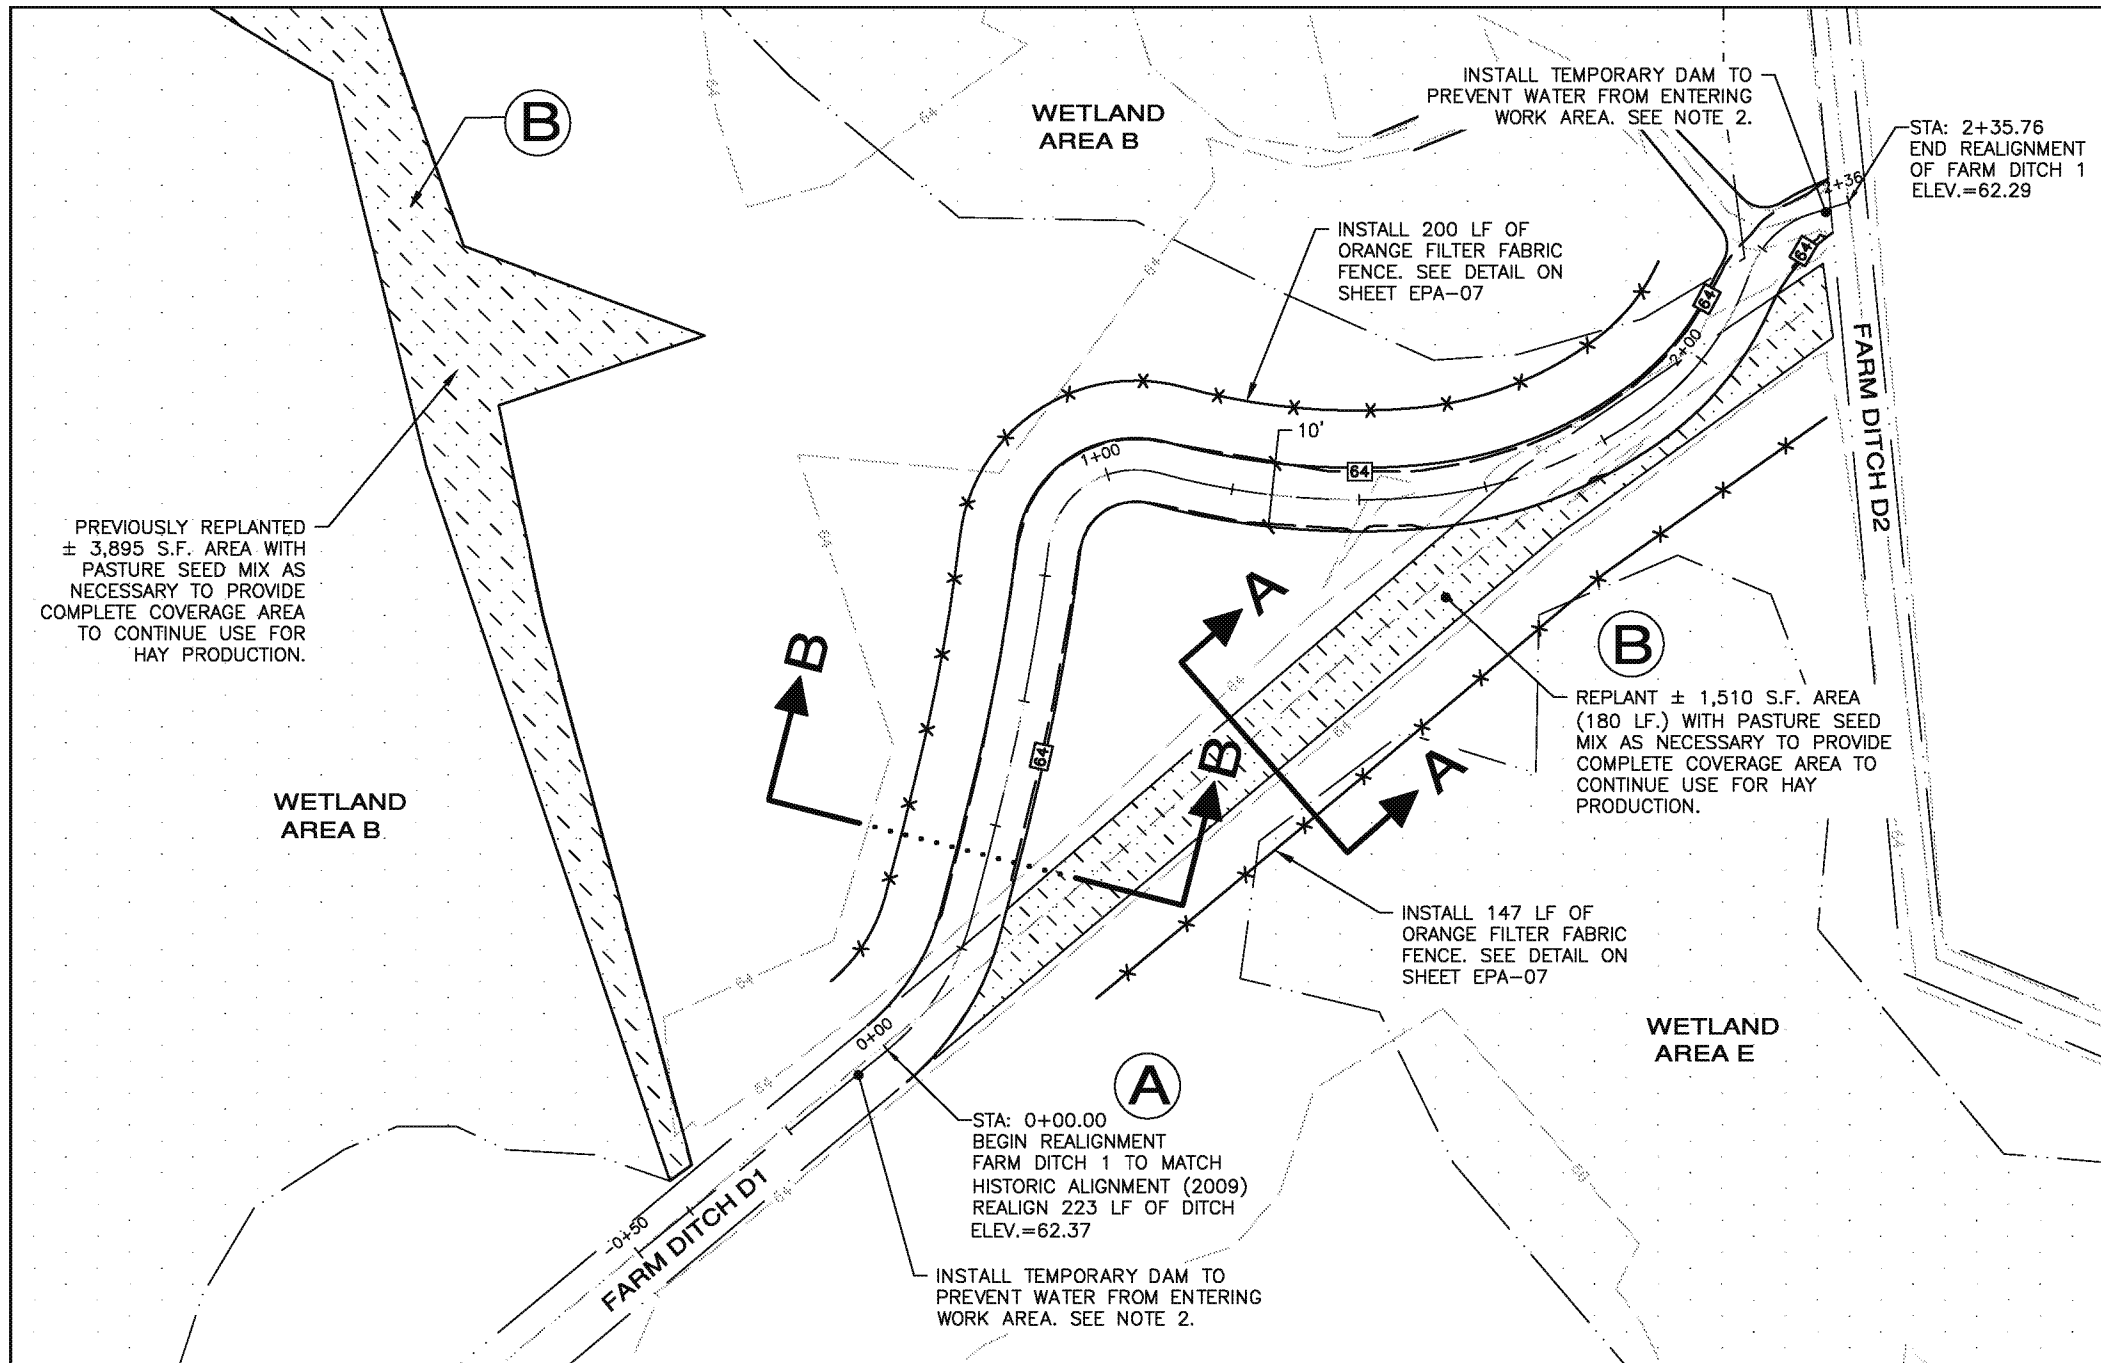 B
WETLAND
AREA B
INSTALL TEMPORARY DAM TO
PREVENT WATER FROM ENTERING
WORK AREA. SEE NOTE 2.
STA: 2+35.76
END REALIGNMENT
OF FARM DITCH 1
ELEV.=62.29
2+36
64
64
2+00
INSTALL 200 LF OF
ORANGE FILTER FABRIC
FENCE. SEE DETAIL ON
SHEET EPA-07
FARM DITCH D2
10'
1+00
64
PREVIOUSLY REPLANTED
± 3,895 S.F. AREA WITH
PASTURE SEED MIX AS
NECESSARY TO PROVIDE
COMPLETE COVERAGE AREA
TO CONTINUE USE FOR
HAY PRODUCTION.
A
B
B
REPLANT ± 1,510 S.F. AREA
(180 LF.) WITH PASTURE SEED
MIX AS NECESSARY TO PROVIDE
COMPLETE COVERAGE AREA TO
CONTINUE USE FOR HAY
PRODUCTION.
64
64
64
B
A
WETLAND
AREA B
64
INSTALL 147 LF OF
ORANGE FILTER FABRIC
FENCE. SEE DETAIL ON
SHEET EPA-07
64
WETLAND
AREA E
0+00
64
A
STA: 0+00.00
BEGIN REALIGNMENT
FARM DITCH 1 TO MATCH
HISTORIC ALIGNMENT (2009)
REALIGN 223 LF OF DITCH
ELEV.=62.37
64
-0+50
FARM DITCH D1
INSTALL TEMPORARY DAM TO
PREVENT WATER FROM ENTERING
WORK AREA. SEE NOTE 2.